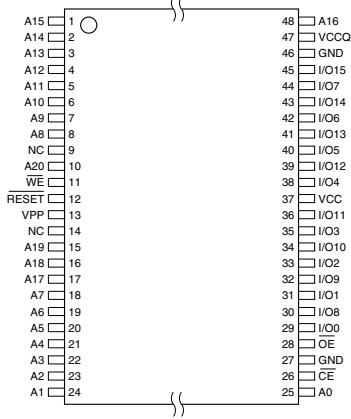 A15 1 48 A16
A14 2 47 VCCQ
A13 3 46 GND
A12 4 45 I/O15
A11 5 44 I/O7
A10 6 43 I/O14
A9 7 42 I/O6
A8 8 41 I/O13
NC 9 40 I/O5
A20 10 39 I/O12
WE 11 38 I/O4
RESET 12 37 VCC
VPP 13 36 I/O11
NC 14 35 I/O3
A19 15 34 I/O10
A18 16 33 I/O2
A17 17 32 I/O9
A7 18 31 I/O1
A6 19 30 I/O8
A5 20 29 I/O0
A4 21 28 OE
A3 22 27 GND
A2 23 26 CE
A1 24 25 A0